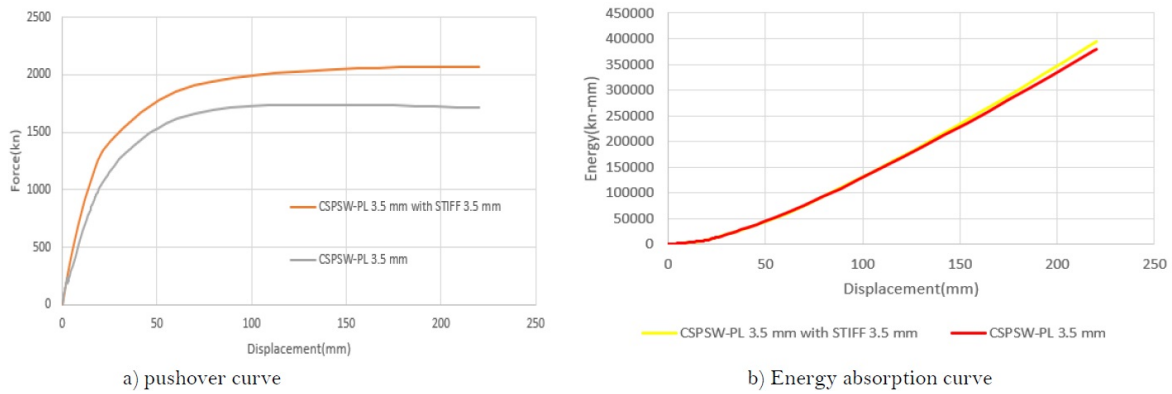 2500
2000
1500
1000
500
0
Force(kn)
CSPSW-PL 3.5 mm with STIFF 3.5 mm
CSPSW-PL 3.5 mm
0 50 100 150 200 250
Displacement(mm)
a) pushover curve
450000
400000
350000
300000
250000
200000
150000
100000
50000
0
Energy(kn-mm)
0 50 100 150 200 250
Displacement(mm)
CSPSW-PL 3.5 mm with STIFF 3.5 mm CSPSW-PL 3.5 mm
b) Energy absorption curve